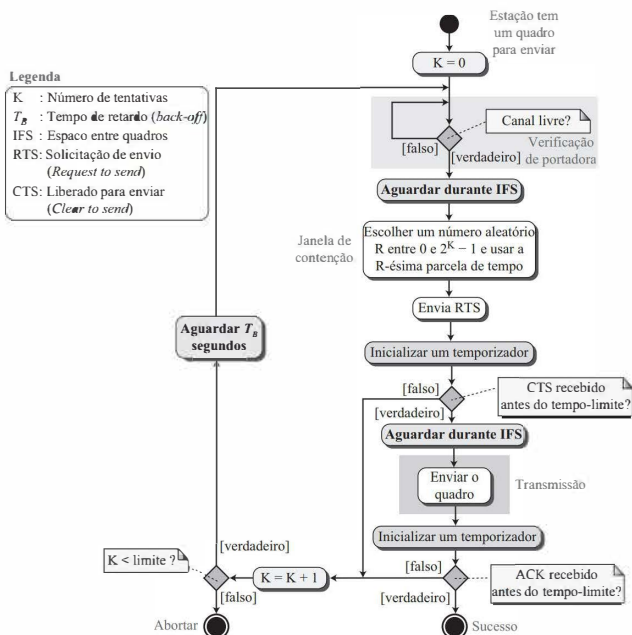 Estação tem
um quadro
para enviar
K = 0
Legenda
K : Número de tentativas
T_B : Tempo de retardo (back-off)
IFS : Espaco entre quadros
RTS: Solicitação de envio
(Request to send)
CTS: Liberado para enviar
(Clear to send)
Canal livre?
[falso]
[verdadeiro]
Verificação
de portadora
Aguardar durante IFS
Janela de
contenção
Escolher um número aleatório
R entre 0 e 2^K − 1 e usar a
R-ésima parcela de tempo
Envia RTS
Aguardar T_B
segundos
Inicializar um temporizador
[falso]
[verdadeiro]
CTS recebido
antes do tempo-limite?
Aguardar durante IFS
Enviar o
quadro
Transmissão
Inicializar um temporizador
K < limite ?
[verdadeiro]
[falso]
K = K + 1
[falso]
[verdadeiro]
ACK recebido
antes do tempo-limite?
Abortar
Sucesso